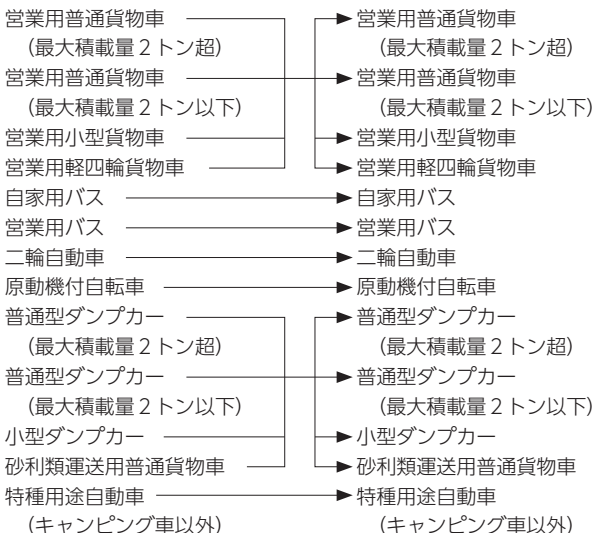 営業用普通貨物車 営業用普通貨物車
(最大積載量2トン超) (最大積載量2トン超)
営業用普通貨物車 営業用普通貨物車
(最大積載量2トン以下) (最大積載量2トン以下)
営業用小型貨物車 営業用小型貨物車
営業用軽四輪貨物車 営業用軽四輪貨物車
自家用バス 自家用バス
営業用バス 営業用バス
二輪自動車 二輪自動車
原動機付自転車 原動機付自転車
普通型ダンプカー 普通型ダンプカー
(最大積載量2トン超) (最大積載量2トン超)
普通型ダンプカー 普通型ダンプカー
(最大積載量2トン以下) (最大積載量2トン以下)
小型ダンプカー 小型ダンプカー
砂利類運送用普通貨物車 砂利類運送用普通貨物車
特種用途自動車 特種用途自動車
(キャンピング車以外) (キャンピング車以外)